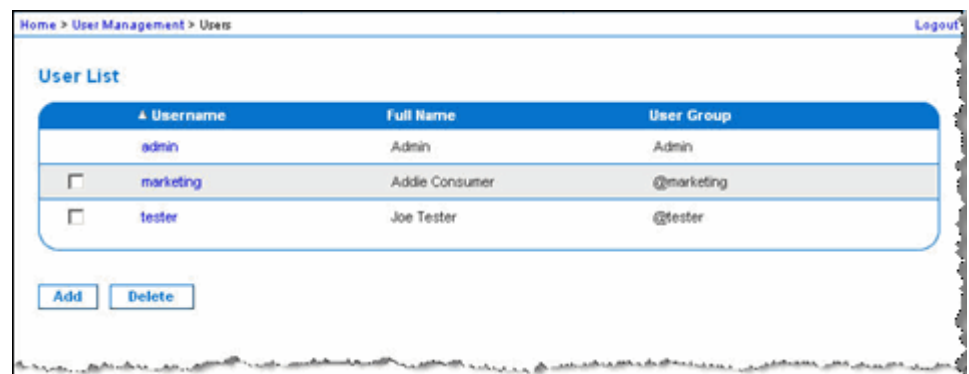 Home > User Management > Users Logout
User List
Username Full Name User Group
admin Admin Admin
marketing Addie Consumer @marketing
tester Joe Tester @tester
Add Delete